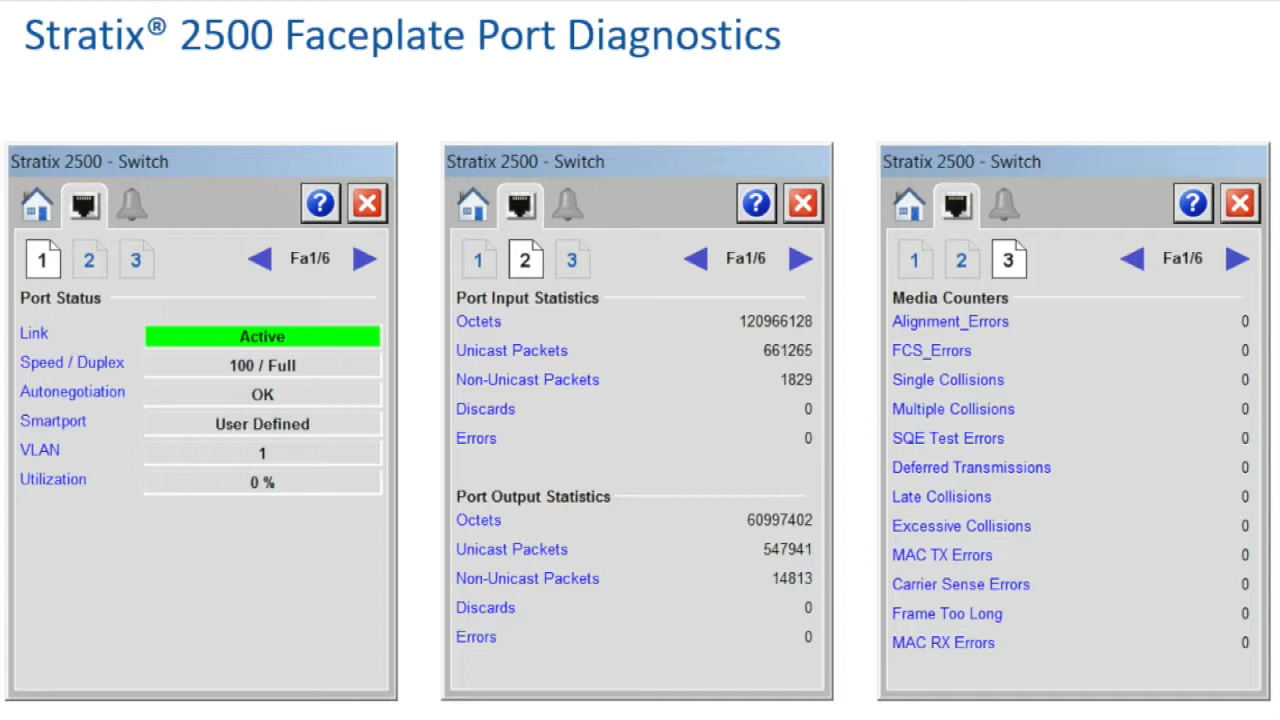 Stratix® 2500 Faceplate Port Diagnostics
Stratix 2500 - Switch
?
1 2 3 Fa1/6
Port Status
Link Active
Speed / Duplex 100 / Full
Autonegotiation OK
Smartport User Defined
VLAN 1
Utilization 0 %
Stratix 2500 - Switch
?
1 2 3 Fa1/6
Port Input Statistics
Octets 120966128
Unicast Packets 661265
Non-Unicast Packets 1829
Discards 0
Errors 0
Port Output Statistics
Octets 60997402
Unicast Packets 547941
Non-Unicast Packets 14813
Discards 0
Errors 0
Stratix 2500 - Switch
?
1 2 3 Fa1/6
Media Counters
Alignment_Errors 0
FCS_Errors 0
Single Collisions 0
Multiple Collisions 0
SQE Test Errors 0
Deferred Transmissions 0
Late Collisions 0
Excessive Collisions 0
MAC TX Errors 0
Carrier Sense Errors 0
Frame Too Long 0
MAC RX Errors 0